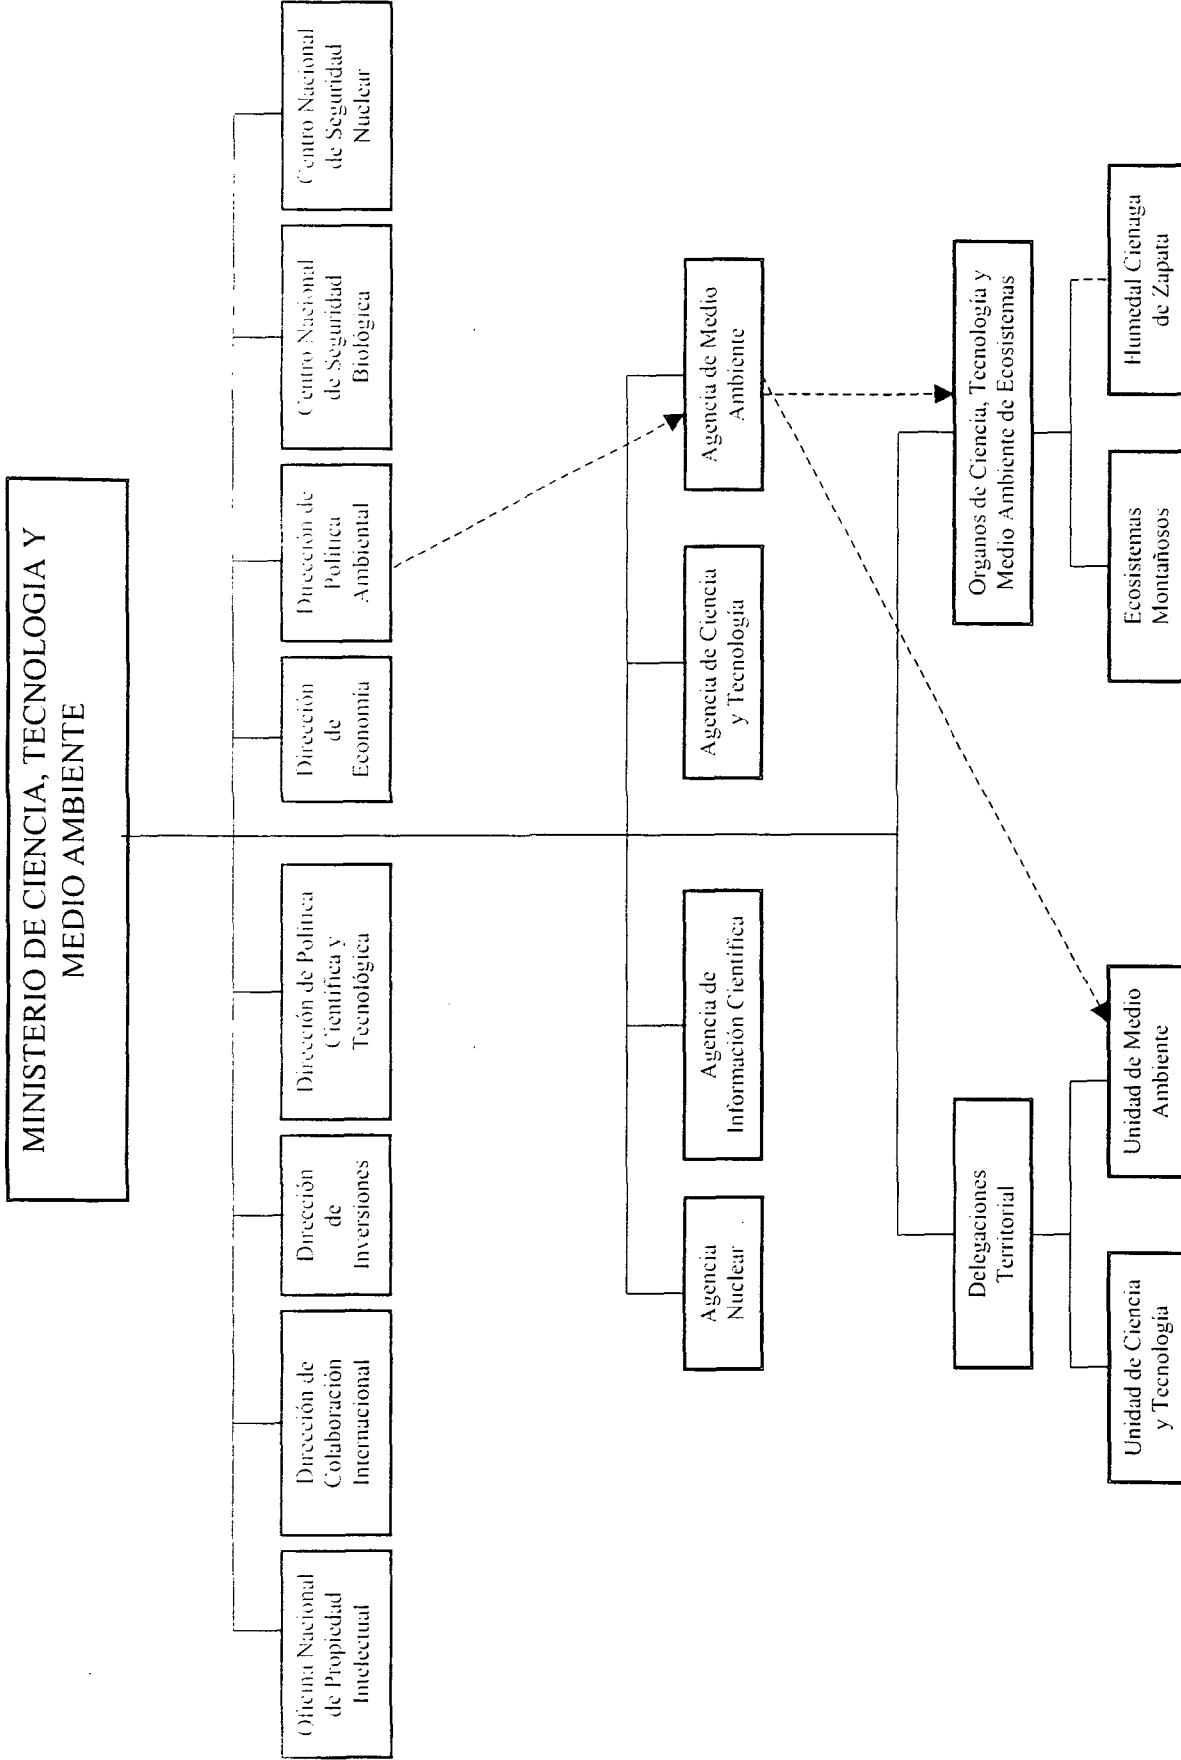 MINISTERIO DE CIENCIA, TECNOLOGIA Y
MEDIO AMBIENTE
Oficina Nacional
de Propiedad
Intelectual
Dirección de
Colaboración
Internacional
Dirección
de
Inversiones
Dirección de Política
Científica y
Tecnológica
Dirección
de
Economía
Dirección de
Política
Ambiental
Centro Nacional
de Seguridad
Biológica
Centro Nacional
de Seguridad
Nuclear
Agencia
Nuclear
Agencia de
Información Científica
Agencia de Ciencia
y Tecnología
Agencia de Medio
Ambiente
Delegaciones
Territorial
Organos de Ciencia, Tecnología y
Medio Ambiente de Ecosistemas
Unidad de Ciencia
y Tecnología
Unidad de Medio
Ambiente
Ecosistemas
Montañosos
Humedal Cienaga
de Zapata